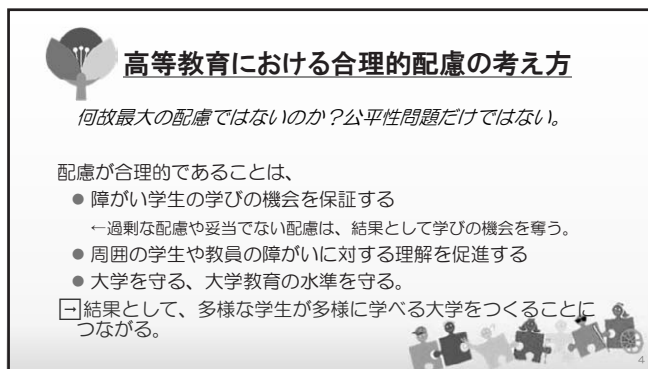 高等教育における合理的配慮の考え方
何故最大の配慮ではないのか？公平性問題だけではない。
配慮が合理的であることは、
● 障がい学生の学びの機会を保証する
←過剰な配慮や妥当でない配慮は、結果として学びの機会を奪う。
● 周囲の学生や教員の障がいに対する理解を促進する
● 大学を守る、大学教育の水準を守る。
→結果として、多様な学生が多様に学べる大学をつくることに
つながる。
4